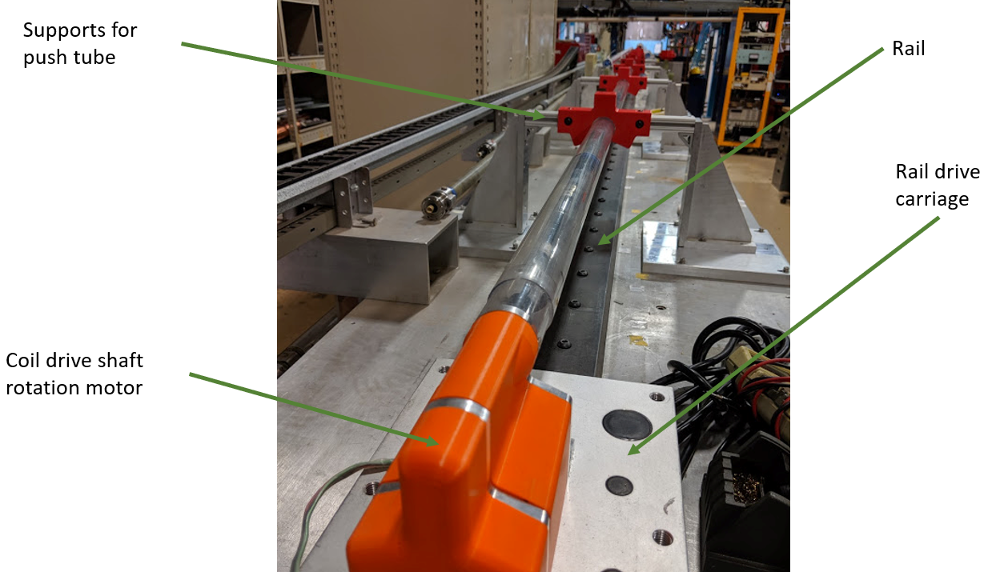 Supports for
push tube
Rail
Rail drive
carriage
Coil drive shaft
rotation motor